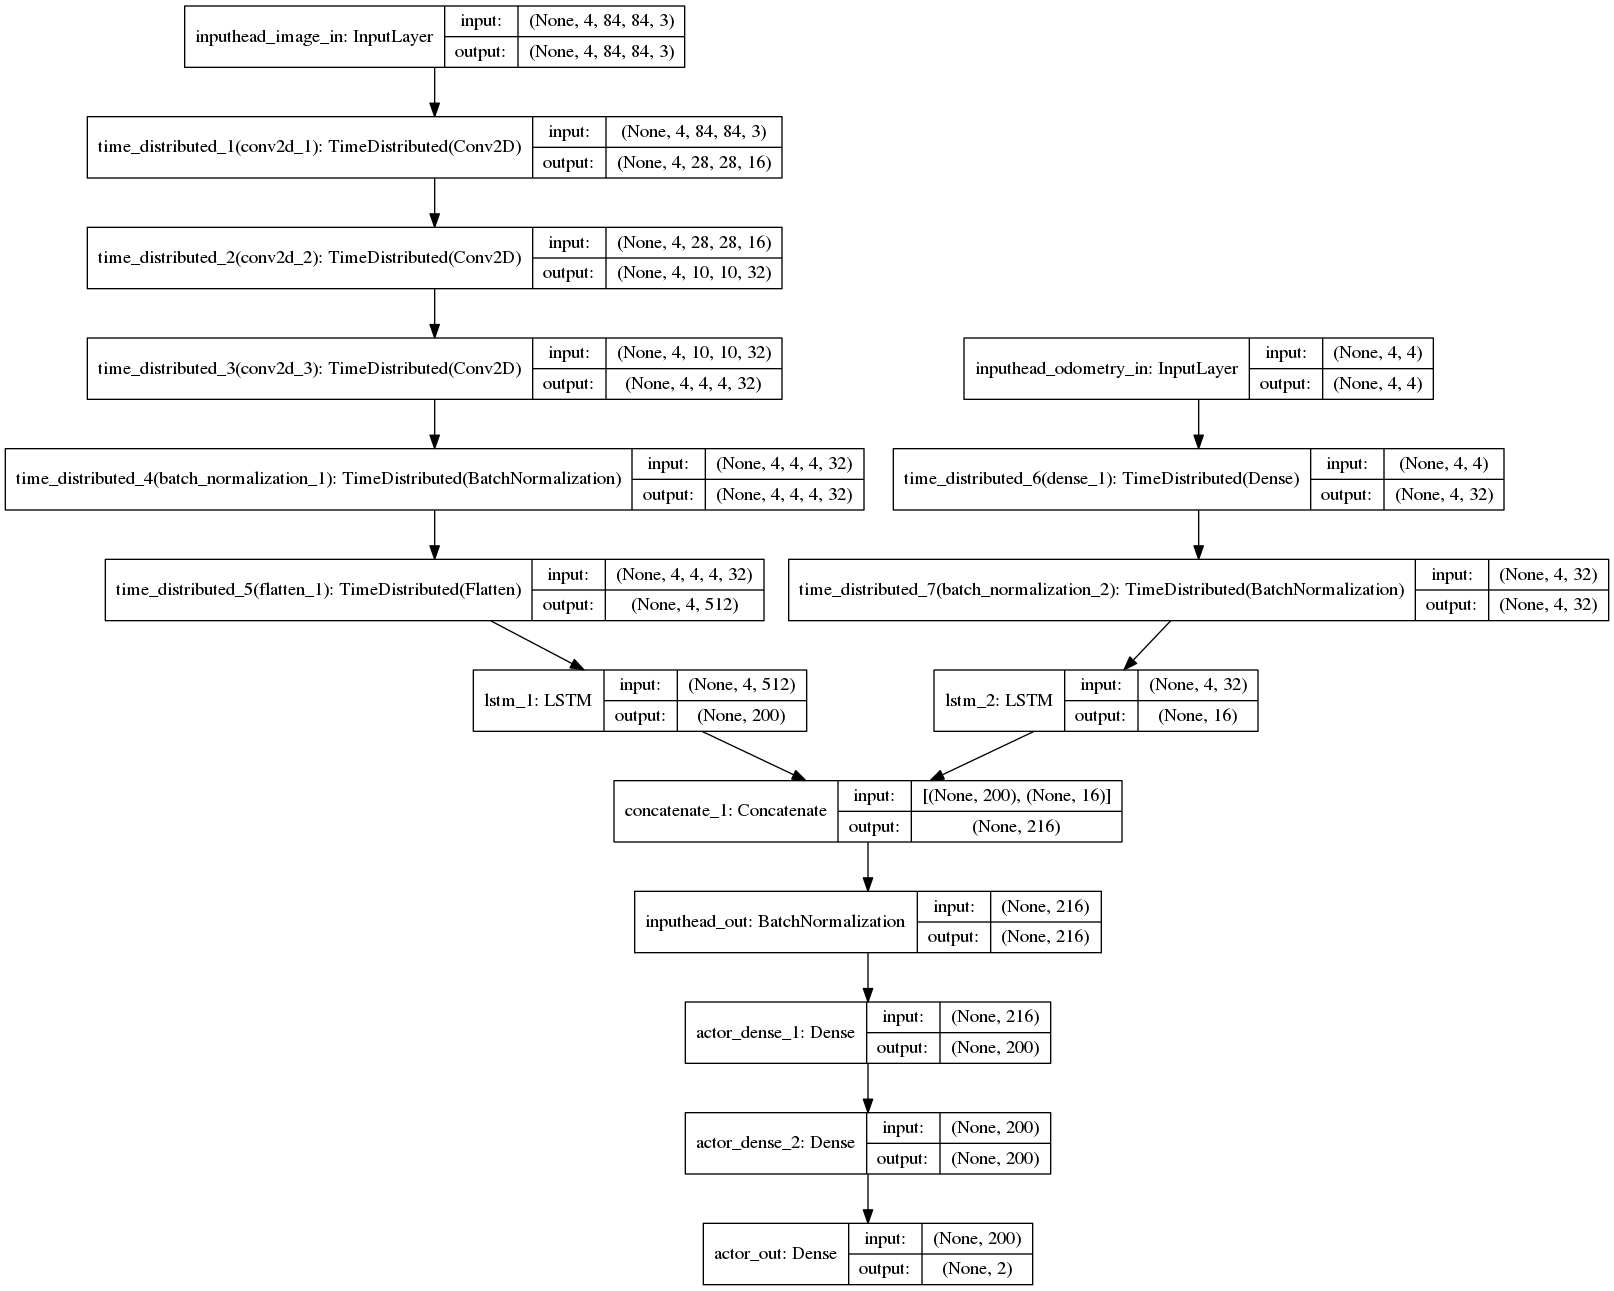 inputhead_image_in: InputLayer
input:
(None, 4, 84, 84, 3)
output:
(None, 4, 84, 84, 3)
time_distributed_1(conv2d_1): TimeDistributed(Conv2D)
input:
(None, 4, 84, 84, 3)
output:
(None, 4, 28, 28, 16)
time_distributed_2(conv2d_2): TimeDistributed(Conv2D)
input:
(None, 4, 28, 28, 16)
output:
(None, 4, 10, 10, 32)
time_distributed_3(conv2d_3): TimeDistributed(Conv2D)
input:
(None, 4, 10, 10, 32)
output:
(None, 4, 4, 4, 32)
inputhead_odometry_in: InputLayer
input:
(None, 4, 4)
output:
(None, 4, 4)
time_distributed_4(batch_normalization_1): TimeDistributed(BatchNormalization)
input:
(None, 4, 4, 4, 32)
output:
(None, 4, 4, 4, 32)
time_distributed_6(dense_1): TimeDistributed(Dense)
input:
(None, 4, 4)
output:
(None, 4, 32)
time_distributed_5(flatten_1): TimeDistributed(Flatten)
input:
(None, 4, 4, 4, 32)
output:
(None, 4, 512)
time_distributed_7(batch_normalization_2): TimeDistributed(BatchNormalization)
input:
(None, 4, 32)
output:
(None, 4, 32)
lstm_1: LSTM
input:
(None, 4, 512)
output:
(None, 200)
lstm_2: LSTM
input:
(None, 4, 32)
output:
(None, 16)
concatenate_1: Concatenate
input:
[(None, 200), (None, 16)]
output:
(None, 216)
inputhead_out: BatchNormalization
input:
(None, 216)
output:
(None, 216)
actor_dense_1: Dense
input:
(None, 216)
output:
(None, 200)
actor_dense_2: Dense
input:
(None, 200)
output:
(None, 200)
actor_out: Dense
input:
(None, 200)
output:
(None, 2)